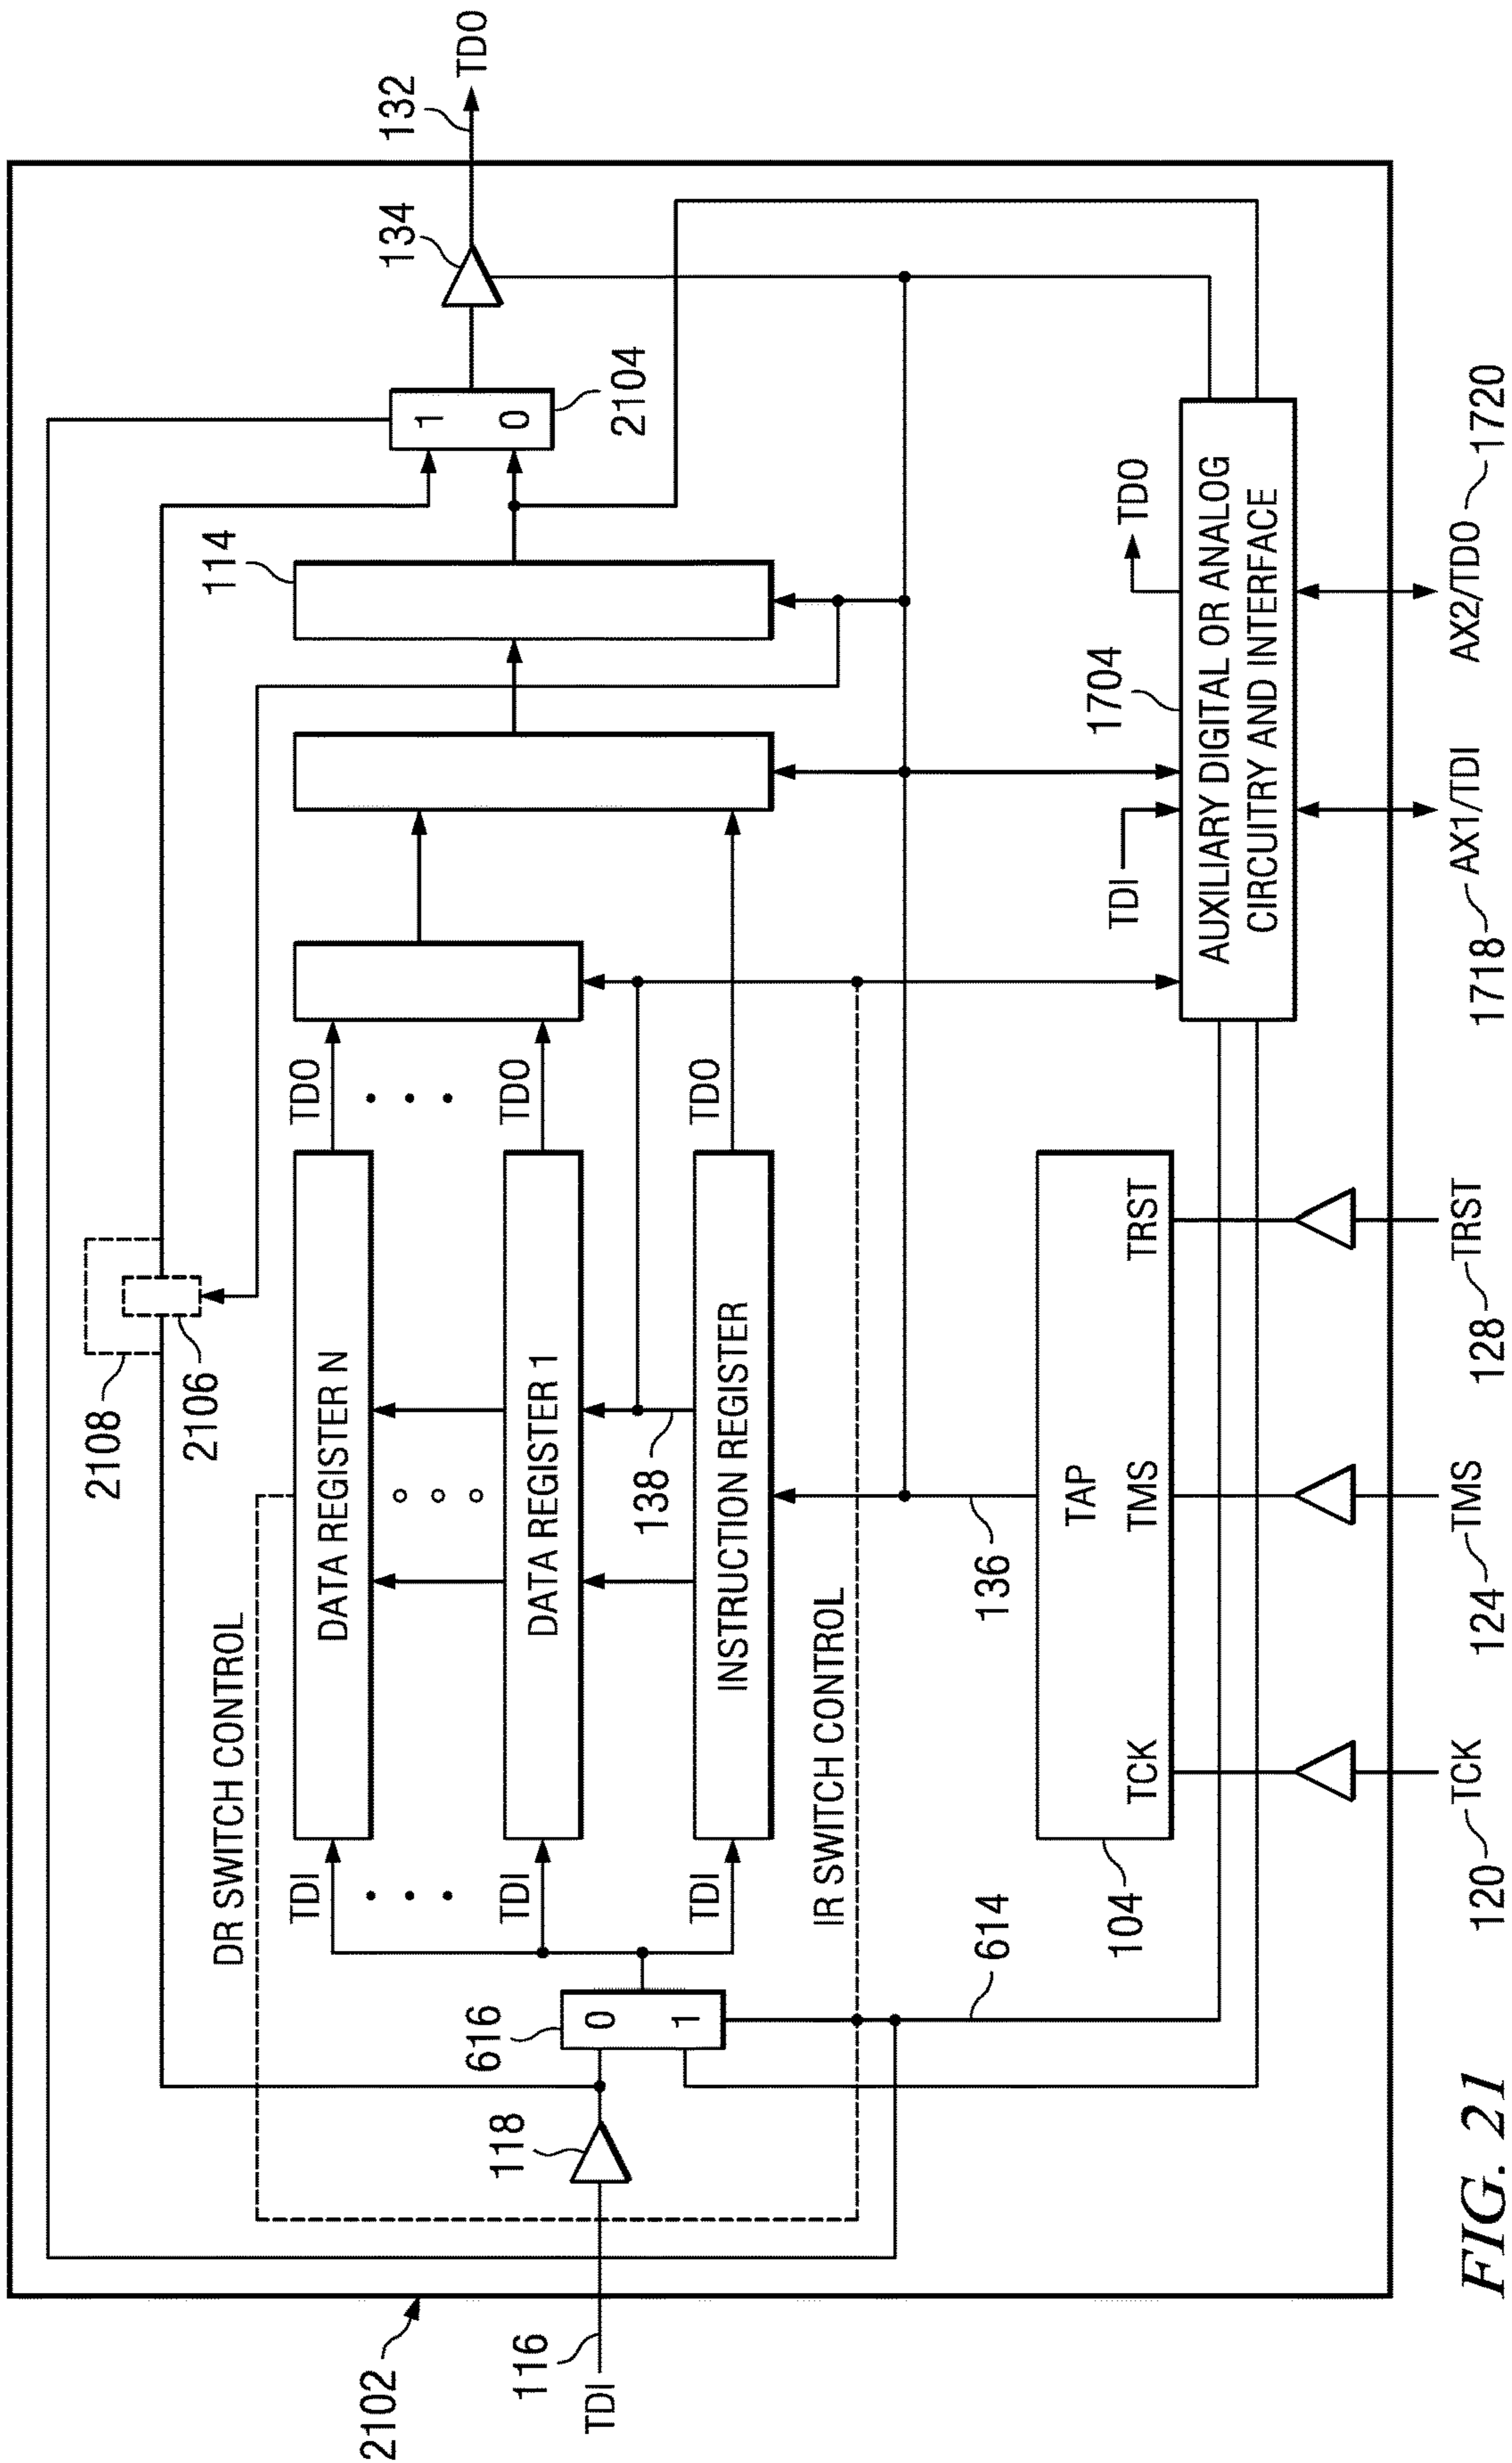 2102
116
TDI
118
616
0
1
614
DR SWITCH CONTROL
IR SWITCH CONTROL
TDI
TDI
TDI
DATA REGISTER N
DATA REGISTER 1
INSTRUCTION REGISTER
138
136
TDO
TDO
TDO
2108
2106
114
1
0
2104
134
132
TDO
104
TAP
TCK
TMS
TRST
TDI
1704
TDO
AUXILIARY DIGITAL OR ANALOG
CIRCUITRY AND INTERFACE
120 TCK
124 TMS
128 TRST
1718 AX1/TDI
AX2/TDO 1720
FIG. 21